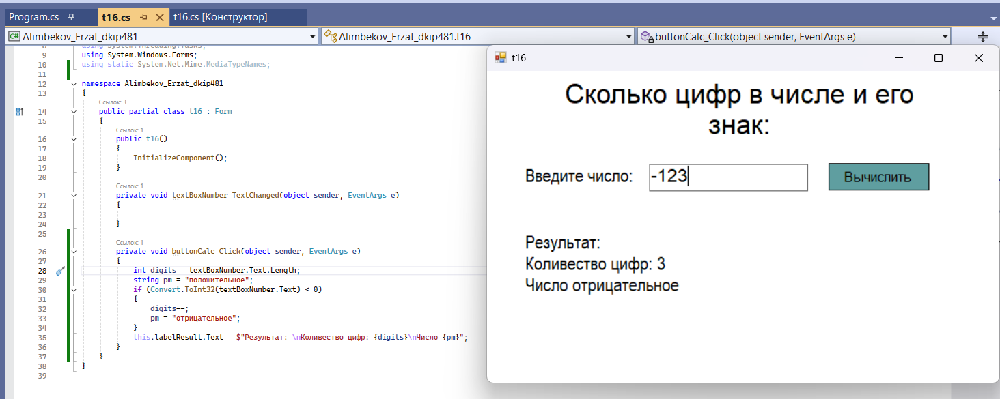 Program.cs
t16.cs
t16.cs [Конструктор]
Alimbekov_Erzat_dkip481
Alimbekov_Erzat_dkip481.t16
buttonCalc_Click(object sender, EventArgs e)
8 using System.Threading.Tasks;
9 using System.Windows.Forms;
10 using static System.Net.Mime.MediaTypeNames;
11
12 namespace Alimbekov_Erzat_dkip481
13 {
Ссылок: 3
14 public partial class t16 : Form
15 {
Ссылок: 1
16 public t16()
17 {
18 InitializeComponent();
19 }
20
Ссылок: 1
21 private void textBoxNumber_TextChanged(object sender, EventArgs e)
22 {
23
24 }
25
Ссылок: 1
26 private void buttonCalc_Click(object sender, EventArgs e)
27 {
28 int digits = textBoxNumber.Text.Length;
29 string pm = "положительное";
30 if (Convert.ToInt32(textBoxNumber.Text) < 0)
31 {
32 digits--;
33 pm = "отрицательное";
34 }
35 this.labelResult.Text = $"Результат: \nКоливество цифр: {digits}\nЧисло {pm}";
36 }
37 }
38 }
39
t16
Сколько цифр в числе и его
знак:
Введите число: -123 Вычислить
Результат:
Коливество цифр: 3
Число отрицательное